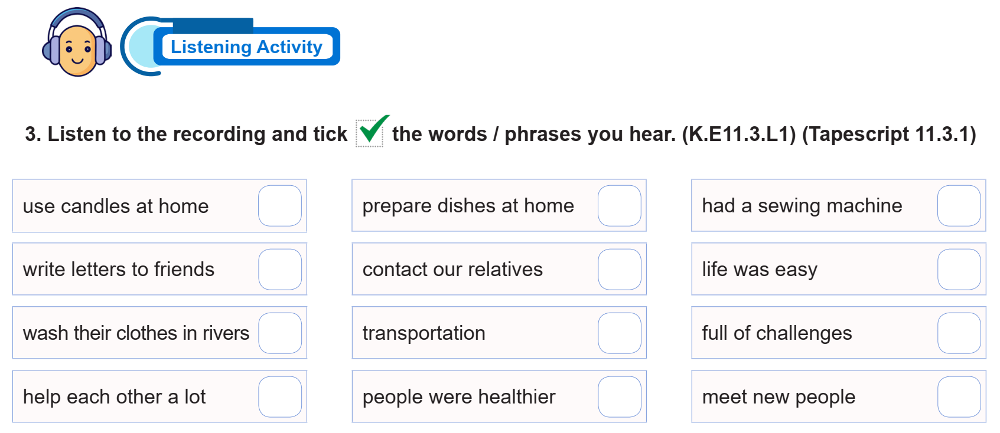 Listening Activity
3. Listen to the recording and tick the words / phrases you hear. (K.E11.3.L1) (Tapescript 11.3.1)
use candles at home
prepare dishes at home
had a sewing machine
write letters to friends
contact our relatives
life was easy
wash their clothes in rivers
transportation
full of challenges
help each other a lot
people were healthier
meet new people